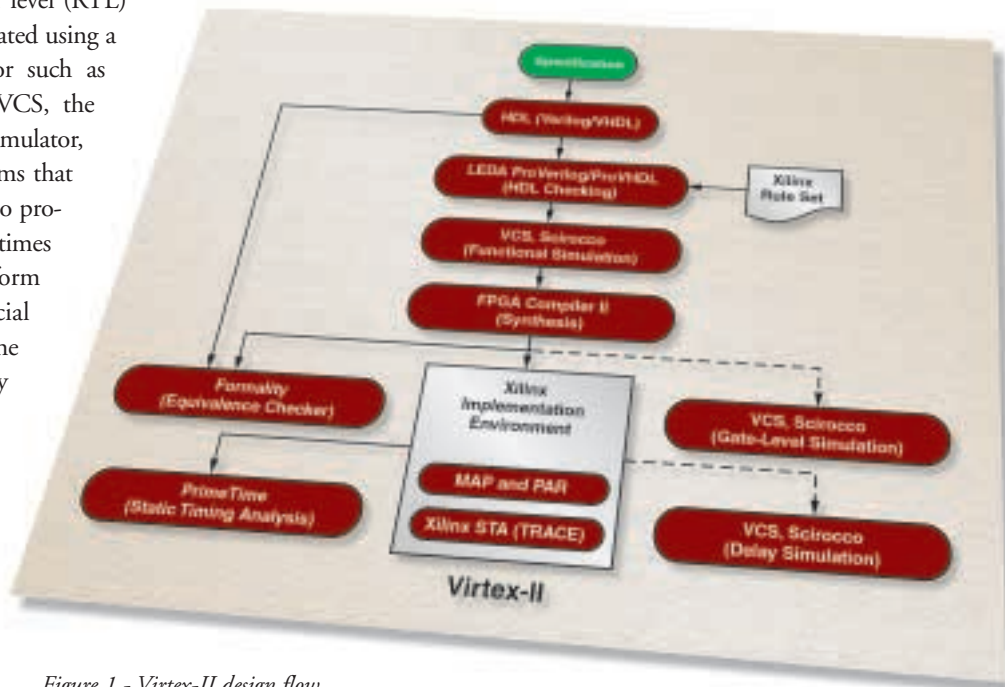 level (RTL)
ated using a
or such as
VCS, the
mulator,
ms that
o pro-
times
form
cial
ne
y
Specification
HDL (Verilog/VHDL)
LEDA ProVerilog/ProVHDL
(HDL Checking)
Xilinx
Rule Set
VCS, Scirocco
(Functional Simulation)
FPGA Compiler II
(Synthesis)
Formality
(Equivalence Checker)
Xilinx
Implementation
Environment
VCS, Scirocco
(Gate-Level Simulation)
MAP and PAR
PrimeTime
(Static Timing Analysis)
Xilinx STA (TRACE)
VCS, Scirocco
(Delay Simulation)
Virtex-II
Figure 1 - Virtex-II design flow